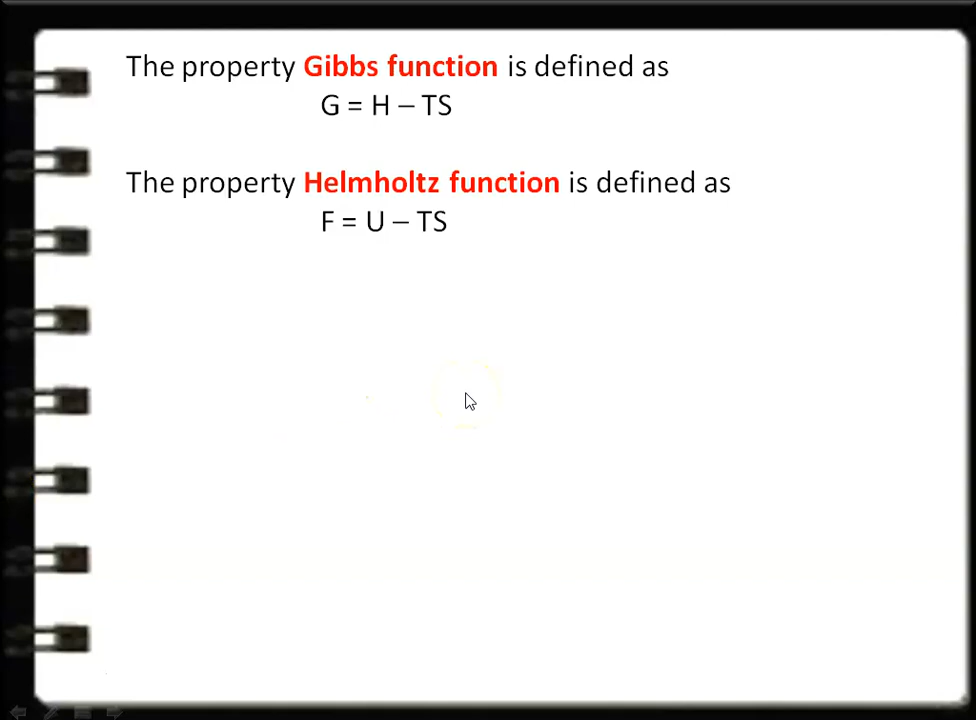 The property Gibbs function is defined as
G = H – TS
The property Helmholtz function is defined as
F = U – TS